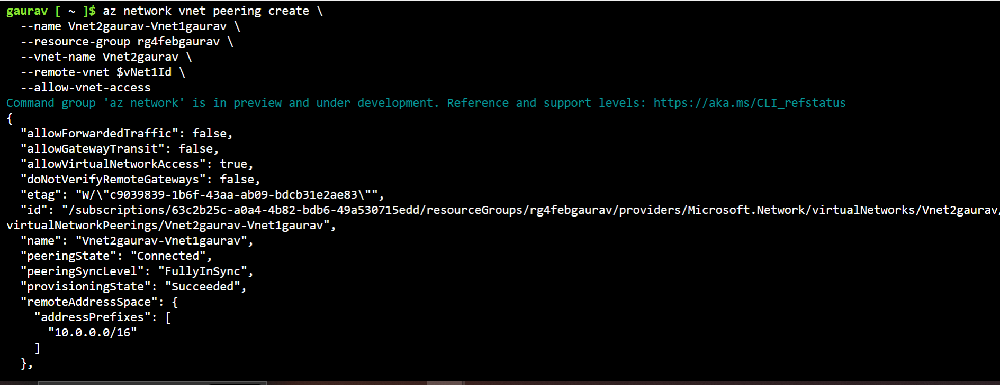 gaurav [ ~ ]$ az network vnet peering create \
  --name Vnet2gaurav-Vnet1gaurav \
  --resource-group rg4febgaurav \
  --vnet-name Vnet2gaurav \
  --remote-vnet $vNet1Id \
  --allow-vnet-access
Command group 'az network' is in preview and under development. Reference and support levels: https://aka.ms/CLI_refstatus
{
  "allowForwardedTraffic": false,
  "allowGatewayTransit": false,
  "allowVirtualNetworkAccess": true,
  "doNotVerifyRemoteGateways": false,
  "etag": "W/\"c9039839-1b6f-43aa-ab09-bdcb31e2ae83\"",
  "id": "/subscriptions/63c2b25c-a0a4-4b82-bdb6-49a530715edd/resourceGroups/rg4febgaurav/providers/Microsoft.Network/virtualNetworks/Vnet2gaurav/
virtualNetworkPeerings/Vnet2gaurav-Vnet1gaurav",
  "name": "Vnet2gaurav-Vnet1gaurav",
  "peeringState": "Connected",
  "peeringSyncLevel": "FullyInSync",
  "provisioningState": "Succeeded",
  "remoteAddressSpace": {
    "addressPrefixes": [
      "10.0.0.0/16"
    ]
  },